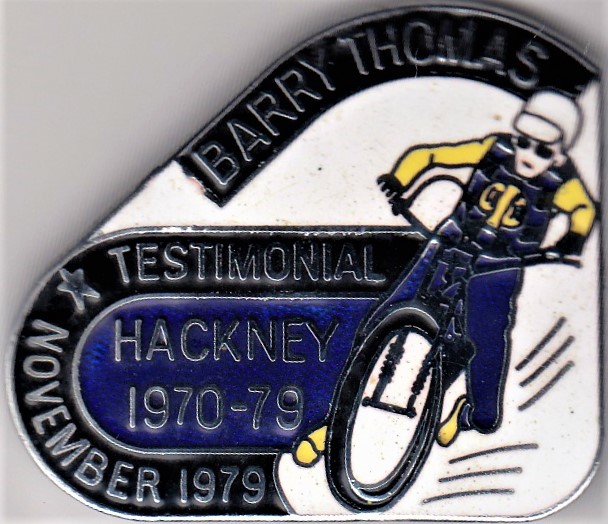 BARRY THOMAS
TESTIMONIAL
HACKNEY
1970-79
NOVEMBER 1979